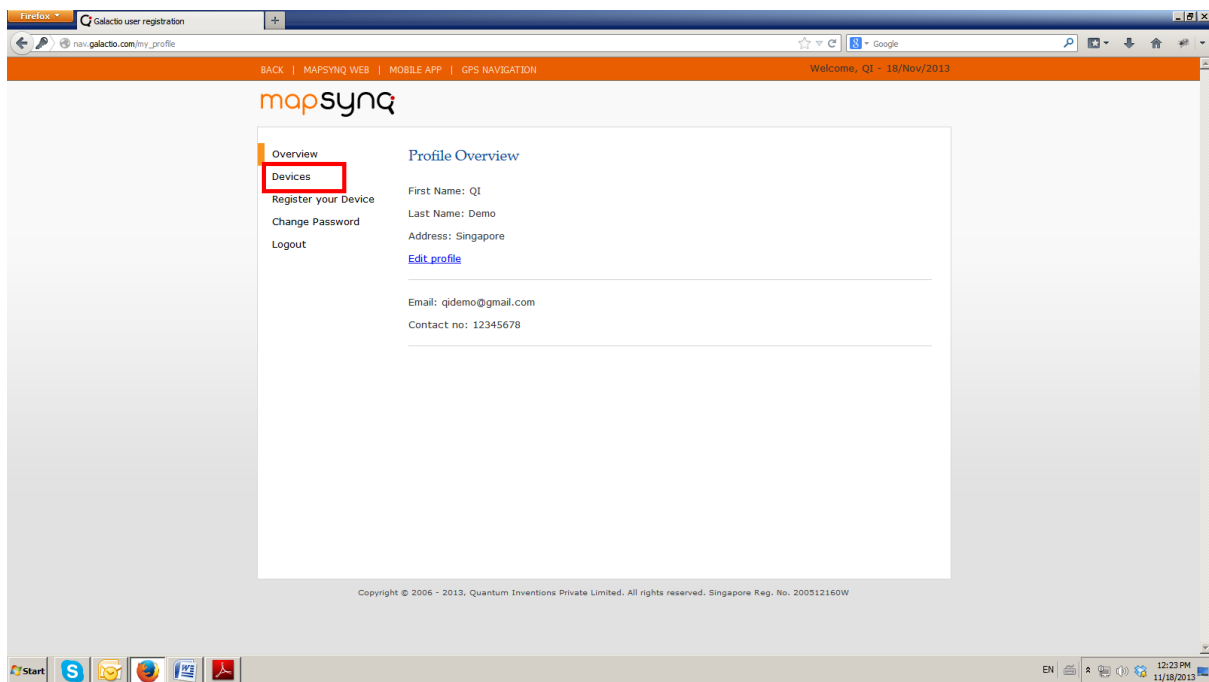 Firefox
Galactio user registration
nav.galactio.com/my_profile
Google
BACK | MAPSYNQ WEB | MOBILE APP | GPS NAVIGATION
Welcome, QI - 18/Nov/2013
mapsynq
Overview
Devices
Register your Device
Change Password
Logout
Profile Overview
First Name: QI
Last Name: Demo
Address: Singapore
Edit profile
Email: qidemo@gmail.com
Contact no: 12345678
Copyright © 2006 - 2013, Quantum Inventions Private Limited. All rights reserved. Singapore Reg. No. 200512160W
Start
EN
12:23 PM
11/18/2013